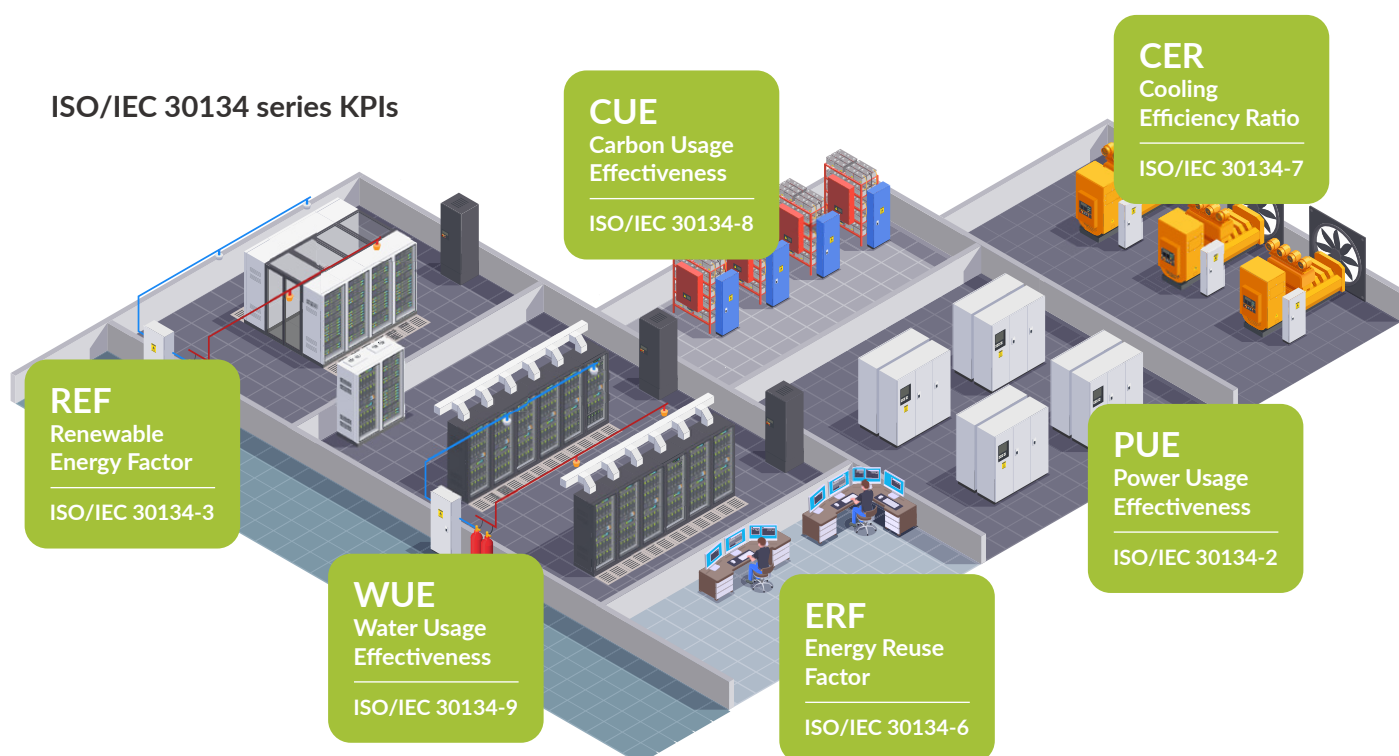 ISO/IEC 30134 series KPIs
CER
Cooling
Efficiency Ratio
ISO/IEC 30134-7
CUE
Carbon Usage
Effectiveness
ISO/IEC 30134-8
REF
Renewable
Energy Factor
ISO/IEC 30134-3
PUE
Power Usage
Effectiveness
ISO/IEC 30134-2
WUE
Water Usage
Effectiveness
ISO/IEC 30134-9
ERF
Energy Reuse
Factor
ISO/IEC 30134-6